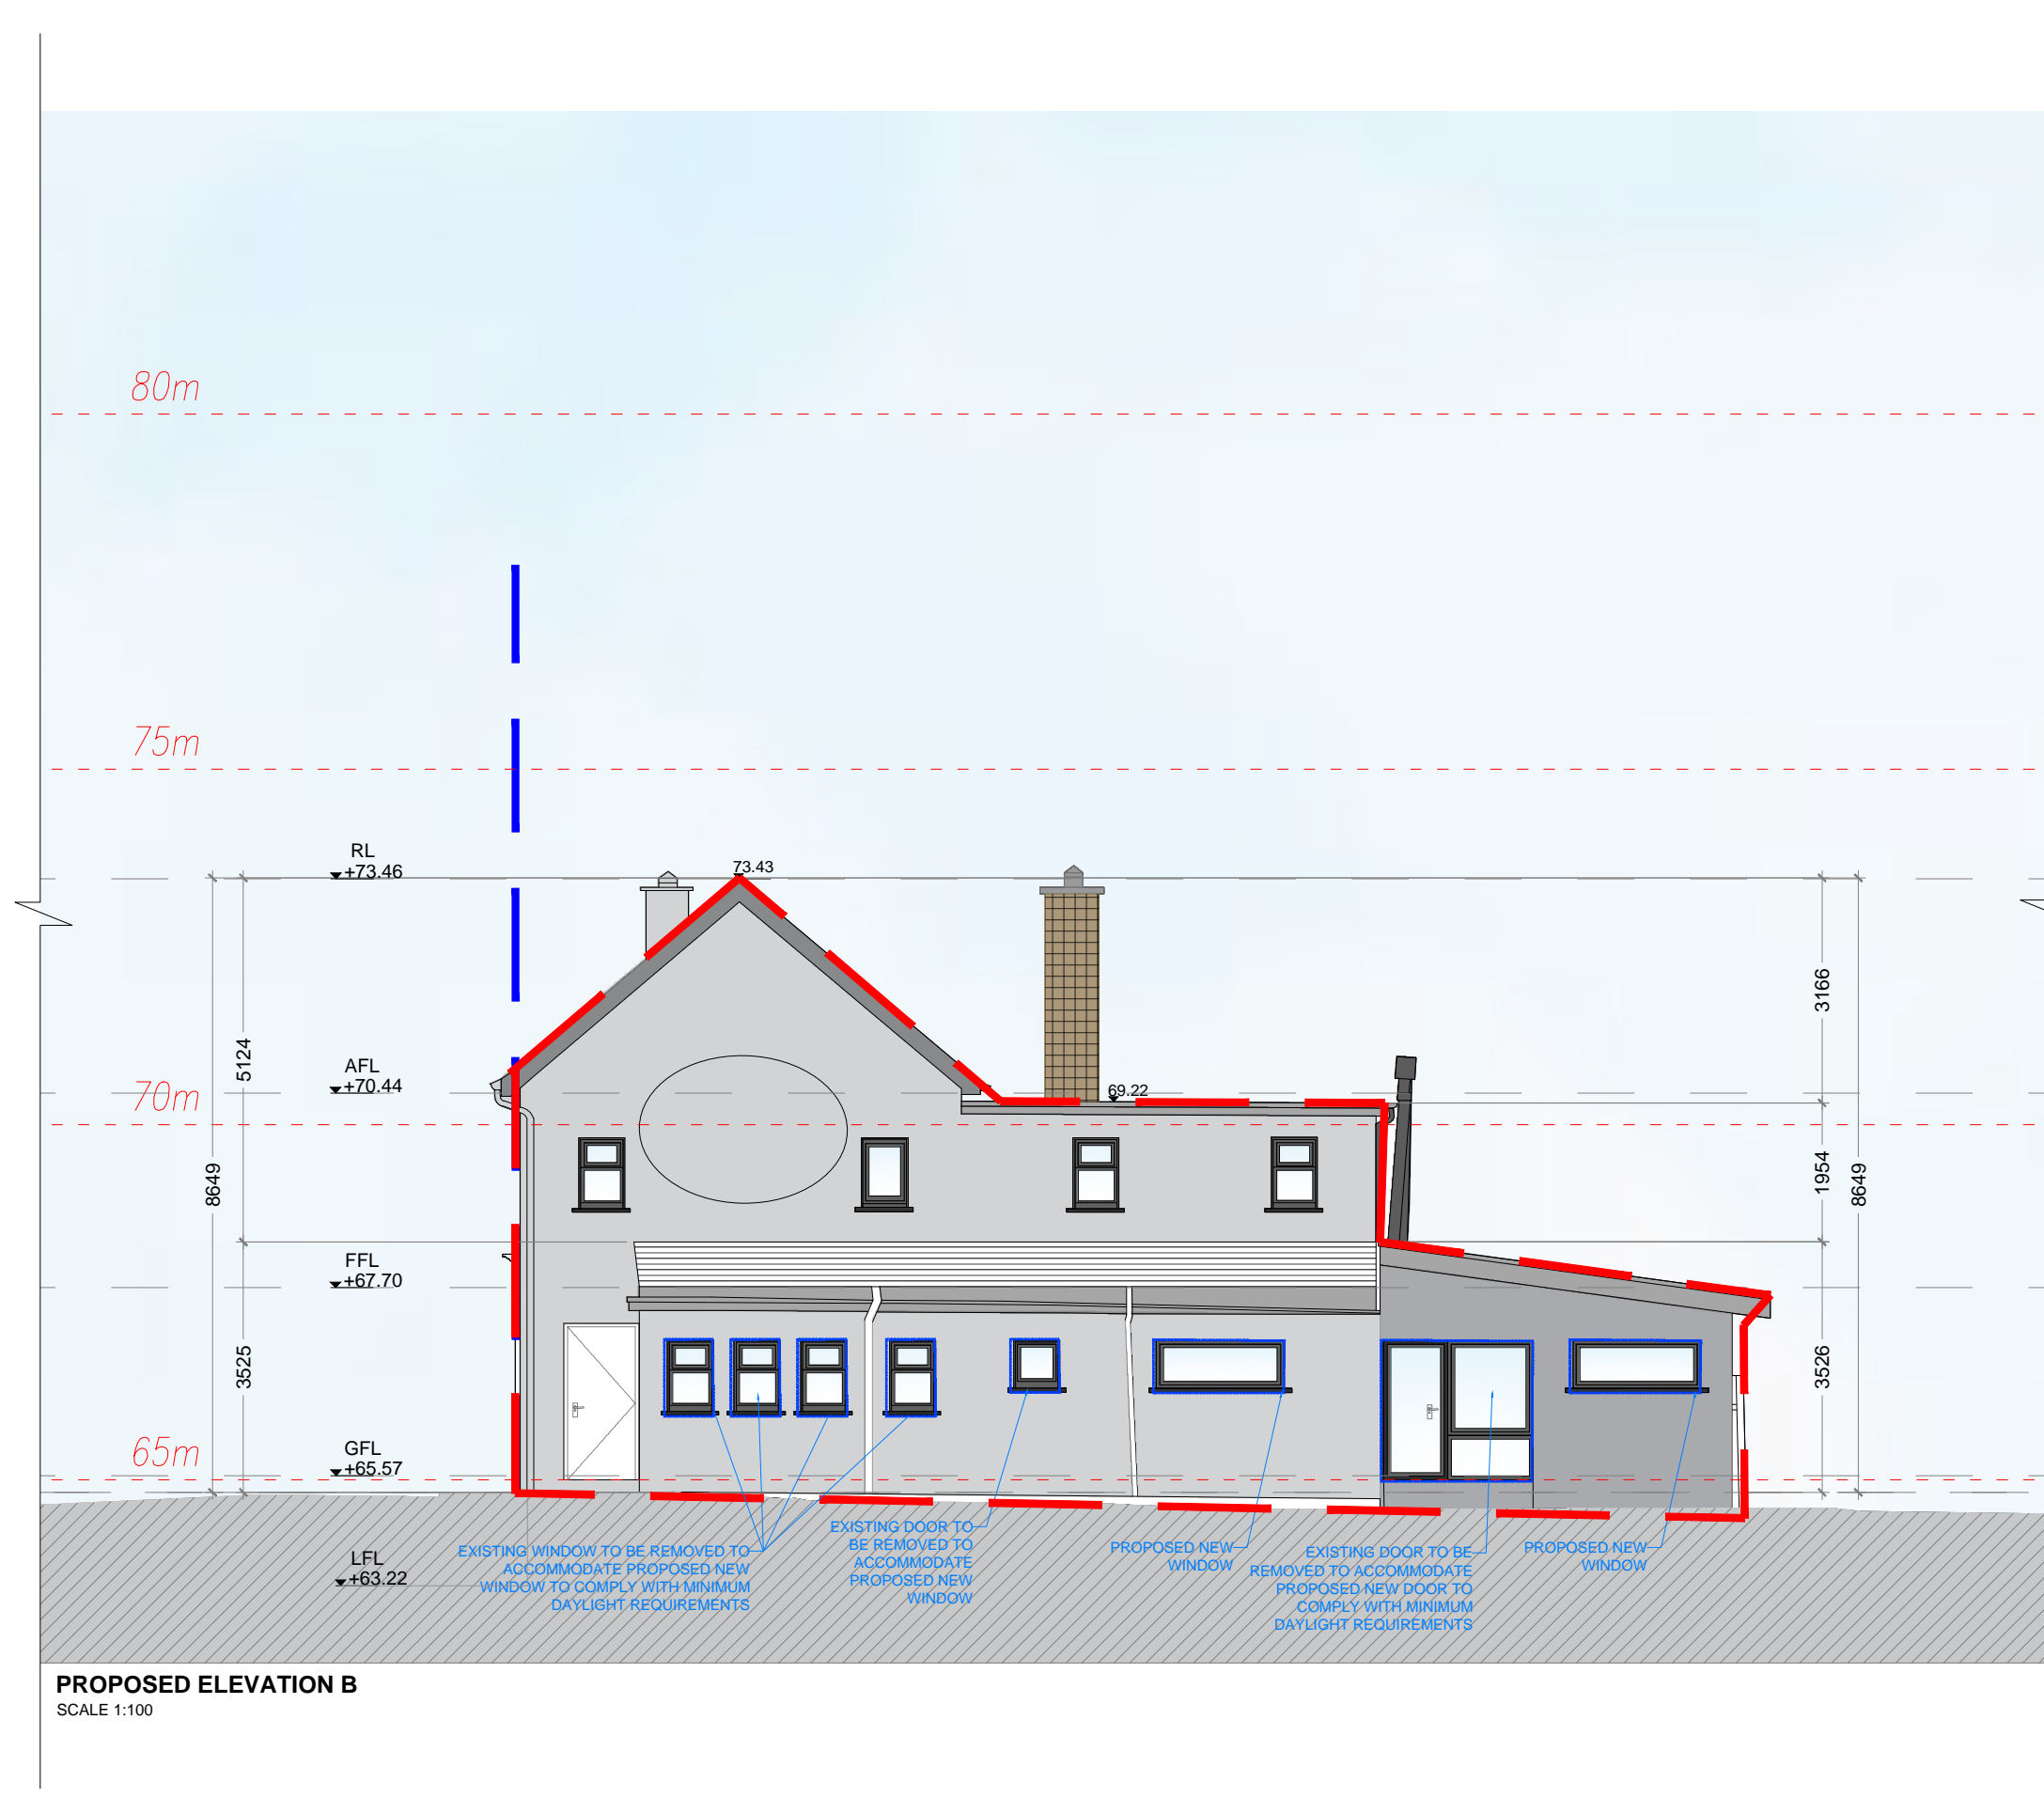 80m
75m
RL
+73.46
73.43
3166
5124
AFL
+70.44
70m
69.22
8649
1954
8649
FFL
+67.70
3525
3526
GFL
+65.57
65m
LFL
+63.22
EXISTING WINDOW TO BE REMOVED TO
ACCOMMODATE PROPOSED NEW
WINDOW TO COMPLY WITH MINIMUM
DAYLIGHT REQUIREMENTS
EXISTING DOOR TO
BE REMOVED TO
ACCOMMODATE
PROPOSED NEW
WINDOW
PROPOSED NEW
WINDOW
EXISTING DOOR TO BE
REMOVED TO ACCOMMODATE
PROPOSED NEW DOOR TO
COMPLY WITH MINIMUM
DAYLIGHT REQUIREMENTS
PROPOSED NEW
WINDOW
PROPOSED ELEVATION B
SCALE 1:100